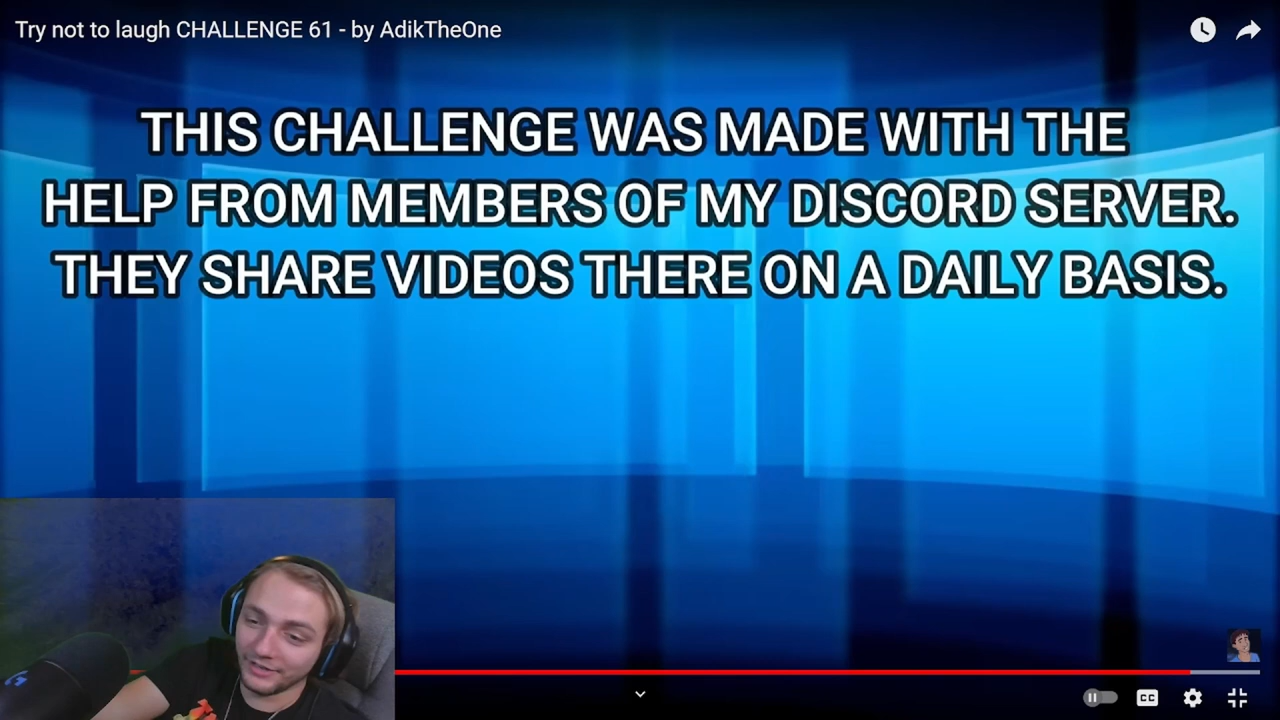 Try not to laugh CHALLENGE 61 - by AdikTheOne
THIS CHALLENGE WAS MADE WITH THE
HELP FROM MEMBERS OF MY DISCORD SERVER.
THEY SHARE VIDEOS THERE ON A DAILY BASIS.
CC